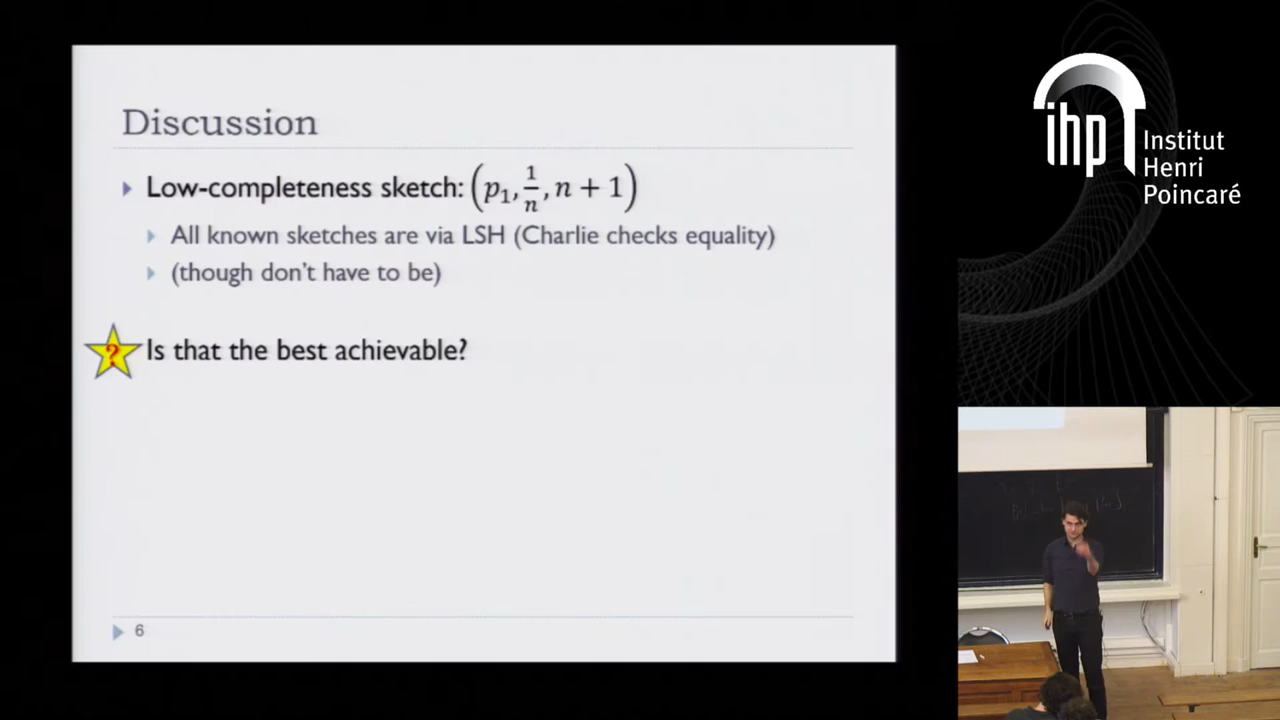 Discussion
Low-completeness sketch: (p₁, 1/n, n + 1)
All known sketches are via LSH (Charlie checks equality)
(though don't have to be)
? Is that the best achievable?
6
ihp
Institut
Henri
Poincaré